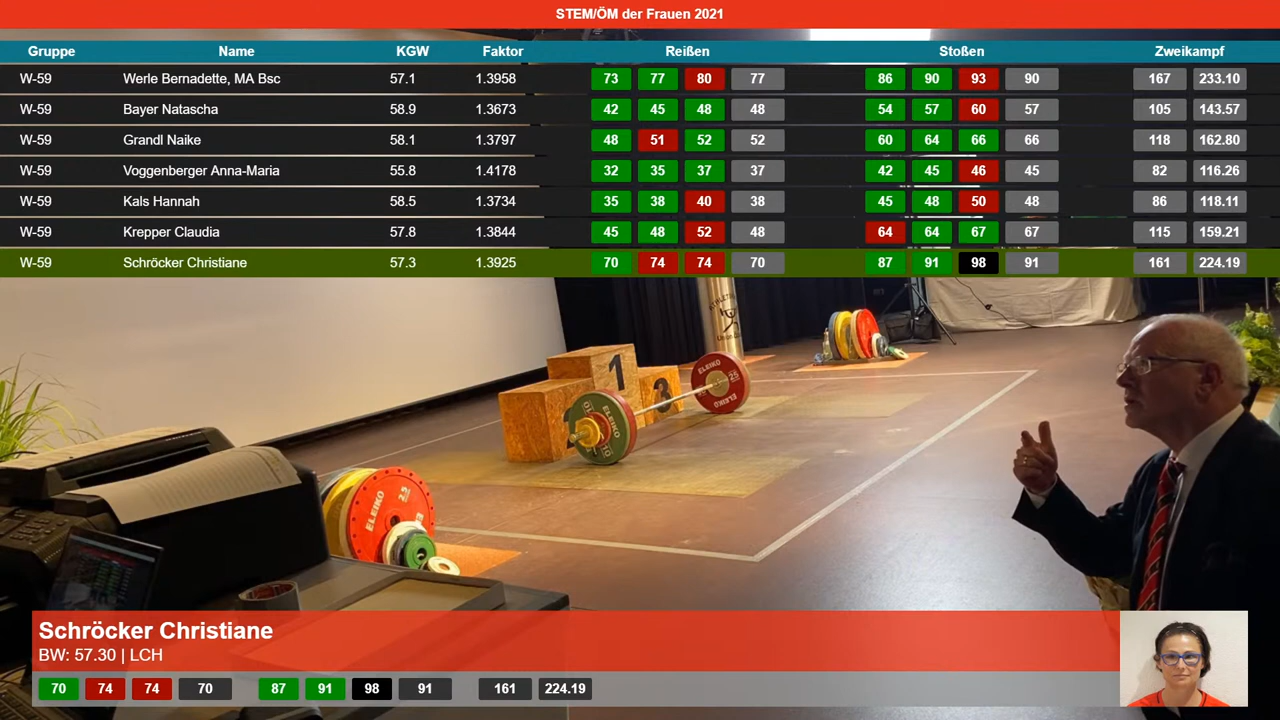 STEM/ÖM der Frauen 2021
Gruppe Name KGW Faktor Reißen Stoßen Zweikampf
W-59 Werle Bernadette, MA Bsc 57.1 1.3958 73 77 80 77 86 90 93 90 167 233.10
W-59 Bayer Natascha 58.9 1.3673 42 45 48 48 54 57 60 57 105 143.57
W-59 Grandl Naike 58.1 1.3797 48 51 52 52 60 64 66 66 118 162.80
W-59 Voggenberger Anna-Maria 55.8 1.4178 32 35 37 37 42 45 46 45 82 116.26
W-59 Kals Hannah 58.5 1.3734 35 38 40 38 45 48 50 48 86 118.11
W-59 Krepper Claudia 57.8 1.3844 45 48 52 48 64 64 67 67 115 159.21
W-59 Schröcker Christiane 57.3 1.3925 70 74 74 70 87 91 98 91 161 224.19
1
3
ELEIKO
25
ELEIKO
10
ELEIKO
25
Schröcker Christiane
BW: 57.30 | LCH
70 74 74 70 87 91 98 91 161 224.19